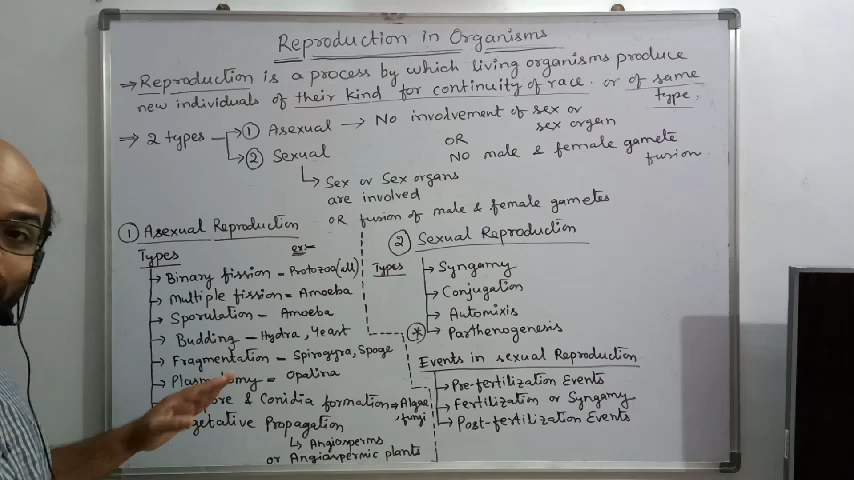 Reproduction in Organisms
⇒ Reproduction is a process by which living organisms produce
new individuals of their kind for continuity of race. or of same
type.
⇒ 2 types → ① Asexual → No involvement of sex or
sex organ
OR
No male & female gamete
fusion.
→ ② Sexual
↳ Sex or Sex organs
are involved
OR fusion of male & female gametes
① Asexual Reproduction
Types
ex:-
→ Binary fission = Protozoa (all)
→ Multiple fission = Amoeba
→ Sporulation - Amoeba
→ Budding - Hydra, Yeast
→ Fragmentation - Spirogyra, Spoge
→ Plasmotomy = Opalina
& Conidia formation ⇒ Algae,
fungi
Propagation
↳ Angiosperms
or Angiospermic plants
② Sexual Reproduction
Types
→ Syngamy
→ Conjugation
→ Automixis
→ Parthenogenesis
* Events in sexual Reproduction
→ Pre-fertilization Events
→ Fertilization or Syngamy
→ Post-fertilization Events